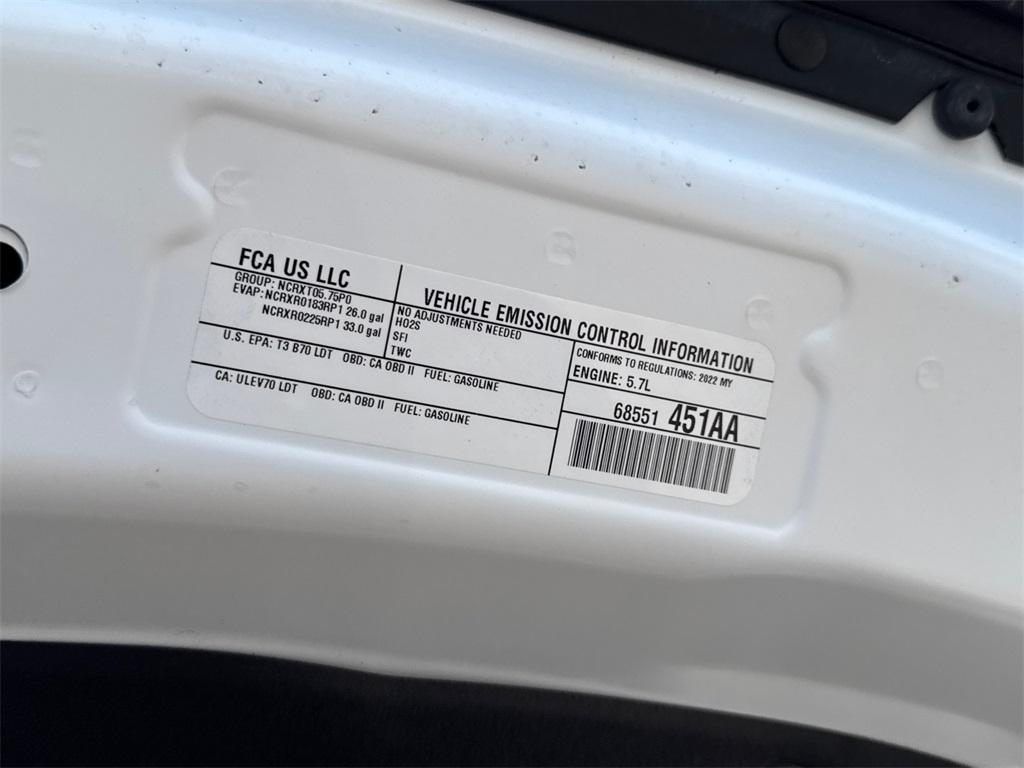 FCA US LLC
GROUP: NCRXT05.75P0
EVAP: NCRXR0183RP1 26.0 gal
NCRXR0225RP1 33.0 gal
VEHICLE EMISSION CONTROL INFORMATION
NO ADJUSTMENTS NEEDED
HO2S
SFI
TWC
CONFORMS TO REGULATIONS: 2022 MY
ENGINE: 5.7L
U.S. EPA: T3 B70 LDT OBD: CA OBD II FUEL: GASOLINE
CA: ULEV70 LDT OBD: CA OBD II FUEL: GASOLINE
68551 451AA